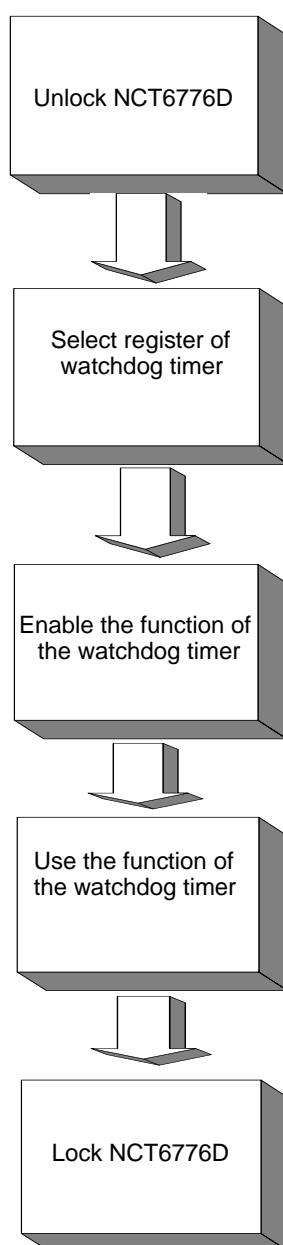 Unlock NCT6776D
Select register of
watchdog timer
Enable the function of
the watchdog timer
Use the function of
the watchdog timer
Lock NCT6776D